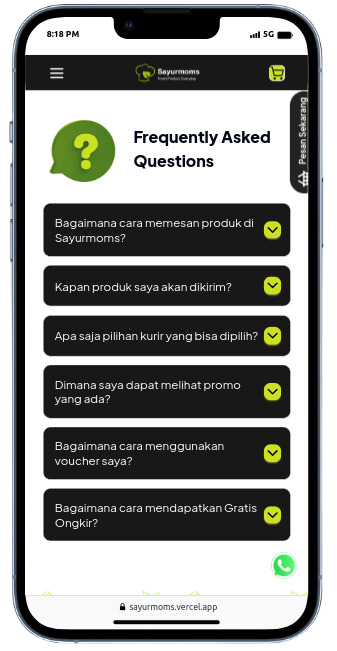 8:18 PM
5G
Sayurmoms
Fresh Product Everyday
Pesan Sekarang
Frequently Asked
Questions
Bagaimana cara memesan produk di
Sayurmoms?
Kapan produk saya akan dikirim?
Apa saja pilihan kurir yang bisa dipilih?
Dimana saya dapat melihat promo
yang ada?
Bagaimana cara menggunakan
voucher saya?
Bagaimana cara mendapatkan Gratis
Ongkir?
sayurmoms.vercel.app